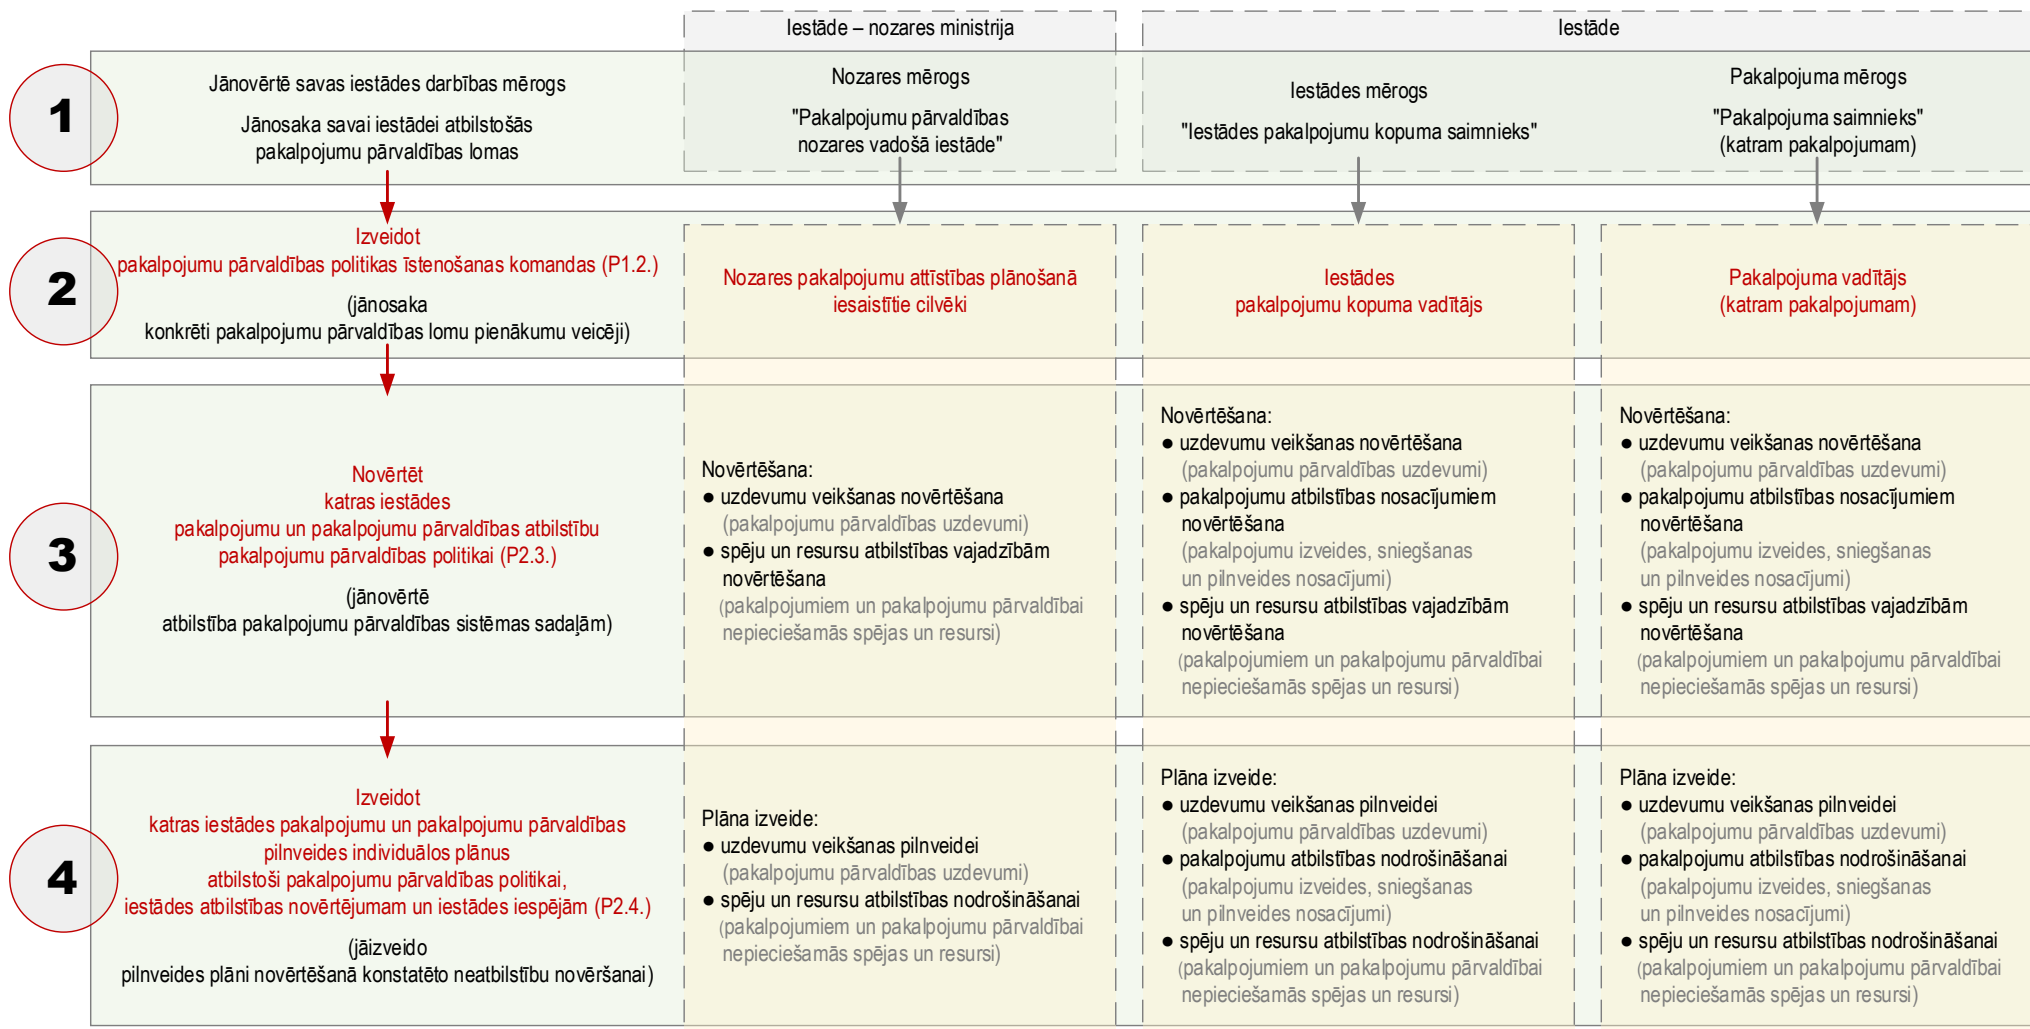 Iestāde – nozares ministrija
Iestāde
1
Jānovērtē savas iestādes darbības mērogs
Jānosaka savai iestādei atbilstošās
pakalpojumu pārvaldības lomas
Nozares mērogs
"Pakalpojumu pārvaldības
nozares vadošā iestāde"
Iestādes mērogs
"Iestādes pakalpojumu kopuma saimnieks"
Pakalpojuma mērogs
"Pakalpojuma saimnieks"
(katram pakalpojumam)
2
Izveidot
pakalpojumu pārvaldības politikas īstenošanas komandas (P1.2.)
(jānosaka
konkrēti pakalpojumu pārvaldības lomu pienākumu veicēji)
Nozares pakalpojumu attīstības plānošanā
iesaistītie cilvēki
Iestādes
pakalpojumu kopuma vadītājs
Pakalpojuma vadītājs
(katram pakalpojumam)
3
Novērtēt
katras iestādes
pakalpojumu un pakalpojumu pārvaldības atbilstību
pakalpojumu pārvaldības politikai (P2.3.)
(jānovērtē
atbilstība pakalpojumu pārvaldības sistēmas sadaļām)
Novērtēšana:
● uzdevumu veikšanas novērtēšana
(pakalpojumu pārvaldības uzdevumi)
● spēju un resursu atbilstības vajadzībām
novērtēšana
(pakalpojumiem un pakalpojumu pārvaldībai
nepieciešamās spējas un resursi)
Novērtēšana:
● uzdevumu veikšanas novērtēšana
(pakalpojumu pārvaldības uzdevumi)
● pakalpojumu atbilstības nosacījumiem
novērtēšana
(pakalpojumu izveides, sniegšanas
un pilnveides nosacījumi)
● spēju un resursu atbilstības vajadzībām
novērtēšana
(pakalpojumiem un pakalpojumu pārvaldībai
nepieciešamās spējas un resursi)
Novērtēšana:
● uzdevumu veikšanas novērtēšana
(pakalpojumu pārvaldības uzdevumi)
● pakalpojumu atbilstības nosacījumiem
novērtēšana
(pakalpojumu izveides, sniegšanas
un pilnveides nosacījumi)
● spēju un resursu atbilstības vajadzībām
novērtēšana
(pakalpojumiem un pakalpojumu pārvaldībai
nepieciešamās spējas un resursi)
4
Izveidot
katras iestādes pakalpojumu un pakalpojumu pārvaldības
pilnveides individuālos plānus
atbilstoši pakalpojumu pārvaldības politikai,
iestādes atbilstības novērtējumam un iestādes iespējām (P2.4.)
(jāizveido
pilnveides plāni novērtēšanā konstatēto neatbilstību novēršanai)
Plāna izveide:
● uzdevumu veikšanas pilnveidei
(pakalpojumu pārvaldības uzdevumi)
● spēju un resursu atbilstības nodrošināšanai
(pakalpojumiem un pakalpojumu pārvaldībai
nepieciešamās spējas un resursi)
Plāna izveide:
● uzdevumu veikšanas pilnveidei
(pakalpojumu pārvaldības uzdevumi)
● pakalpojumu atbilstības nodrošināšanai
(pakalpojumu izveides, sniegšanas
un pilnveides nosacījumi)
● spēju un resursu atbilstības nodrošināšanai
(pakalpojumiem un pakalpojumu pārvaldībai
nepieciešamās spējas un resursi)
Plāna izveide:
● uzdevumu veikšanas pilnveidei
(pakalpojumu pārvaldības uzdevumi)
● pakalpojumu atbilstības nodrošināšanai
(pakalpojumu izveides, sniegšanas
un pilnveides nosacījumi)
● spēju un resursu atbilstības nodrošināšanai
(pakalpojumiem un pakalpojumu pārvaldībai
nepieciešamās spējas un resursi)